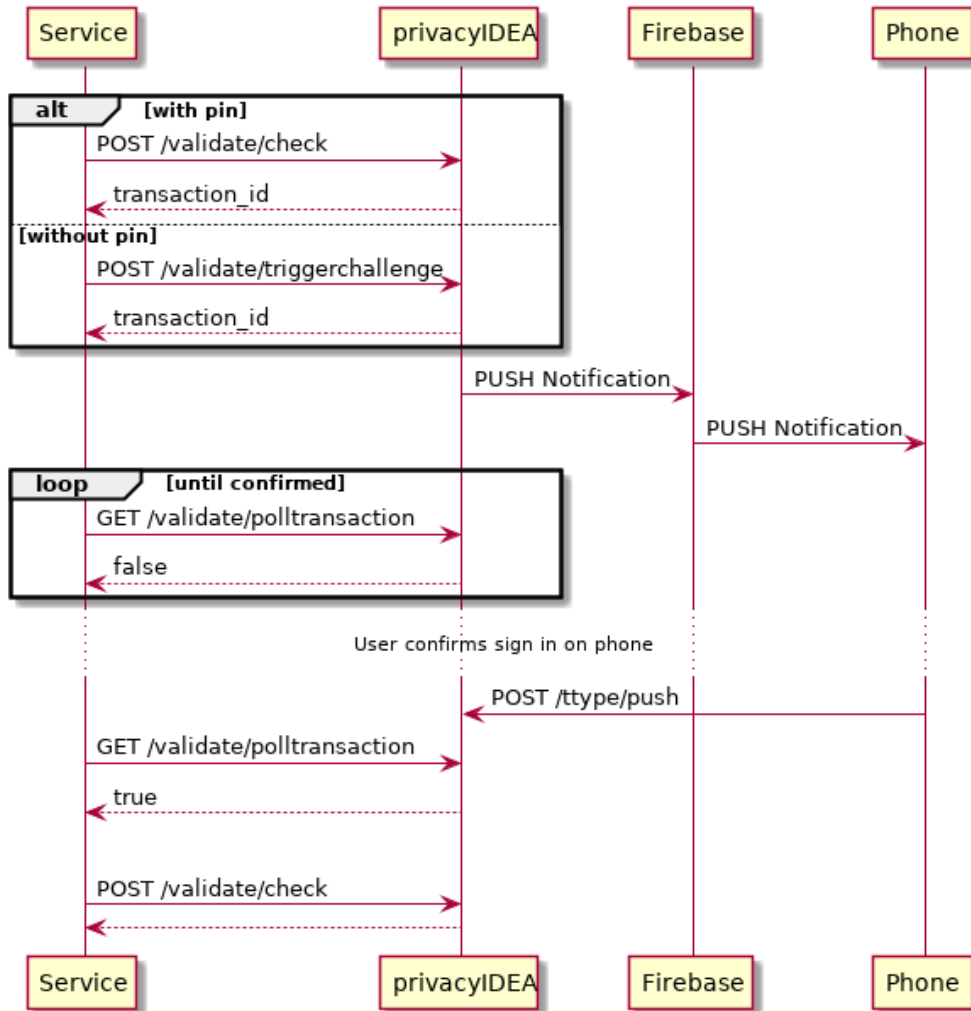 Service privacyIDEA Firebase Phone
alt [with pin]
POST /validate/check
transaction_id
[without pin]
POST /validate/triggerchallenge
transaction_id
PUSH Notification
PUSH Notification
loop [until confirmed]
GET /validate/polltransaction
false
User confirms sign in on phone
POST /ttype/push
GET /validate/polltransaction
true
POST /validate/check
Service privacyIDEA Firebase Phone